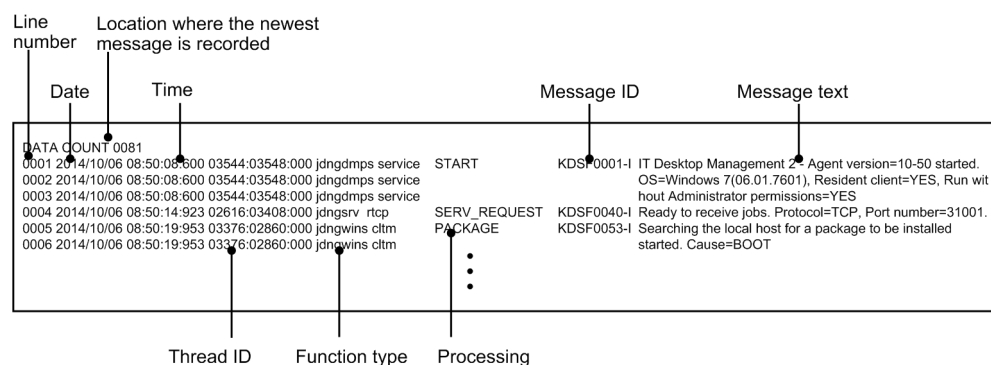 Line number
Location where the newest message is recorded
Date
Time
Message ID
Message text
DATA COUNT 0081
0001 2014/10/06 08:50:08:600 03544:03548:000 jdngdmps service START KDSF0001-I IT Desktop Management 2 - Agent version=10-50 started.
0002 2014/10/06 08:50:08:600 03544:03548:000 jdngdmps service OS=Windows 7(06.01.7601), Resident client=YES, Run wit
0003 2014/10/06 08:50:08:600 03544:03548:000 jdngdmps service hout Administrator permissions=YES
0004 2014/10/06 08:50:14:923 02616:03408:000 jdngsrv rtcp SERV_REQUEST KDSF0040-I Ready to receive jobs. Protocol=TCP, Port number=31001.
0005 2014/10/06 08:50:19:953 03376:02860:000 jdngwins cltm PACKAGE KDSF0053-I Searching the local host for a package to be installed
0006 2014/10/06 08:50:19:953 03376:02860:000 jdngwins cltm started. Cause=BOOT
Thread ID
Function type
Processing